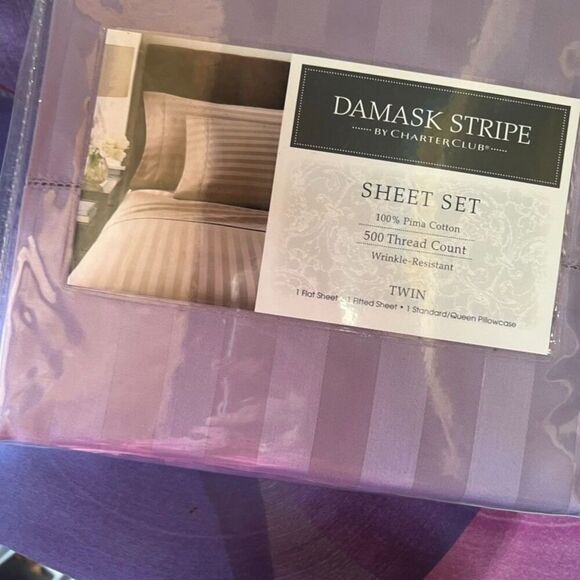 DAMASK STRIPE
BY CHARTER CLUB®
SHEET SET
100% Pima Cotton
500 Thread Count
Wrinkle-Resistant
TWIN
1 Flat Sheet • 1 Fitted Sheet • 1 Standard/Queen Pillowcase